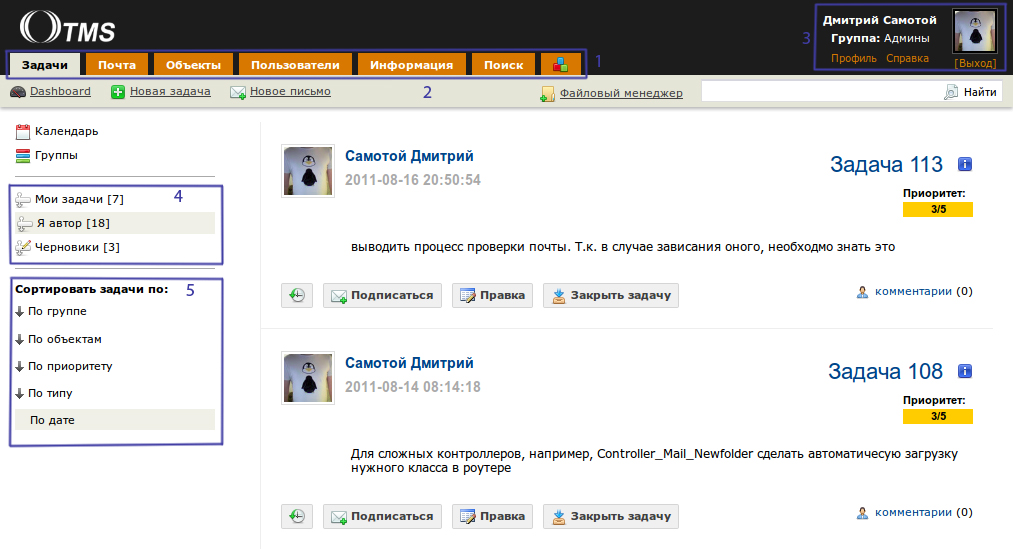 OTMS
Дмитрий Самотой
3
Группа: Админы
Профиль Справка
[Выход]
Задачи Почта Объекты Пользователи Информация Поиск 1
Dashboard Новая задача Новое письмо 2 Файловый менеджер Найти
Календарь
Группы
Мои задачи [7] 4
Я автор [18]
Черновики [3]
Сортировать задачи по: 5
По группе
По объектам
По приоритету
По типу
По дате
Самотой Дмитрий
2011-08-16 20:50:54
Задача 113
Приоритет:
3/5
выводить процесс проверки почты. Т.к. в случае зависания оного, необходмо знать это
Подписаться Правка Закрыть задачу комментарии (0)
Самотой Дмитрий
2011-08-14 08:14:18
Задача 108
Приоритет:
3/5
Для сложных контроллеров, например, Controller_Mail_Newfolder сделать автоматичесую загрузку
нужного класса в роутере
Подписаться Правка Закрыть задачу комментарии (0)